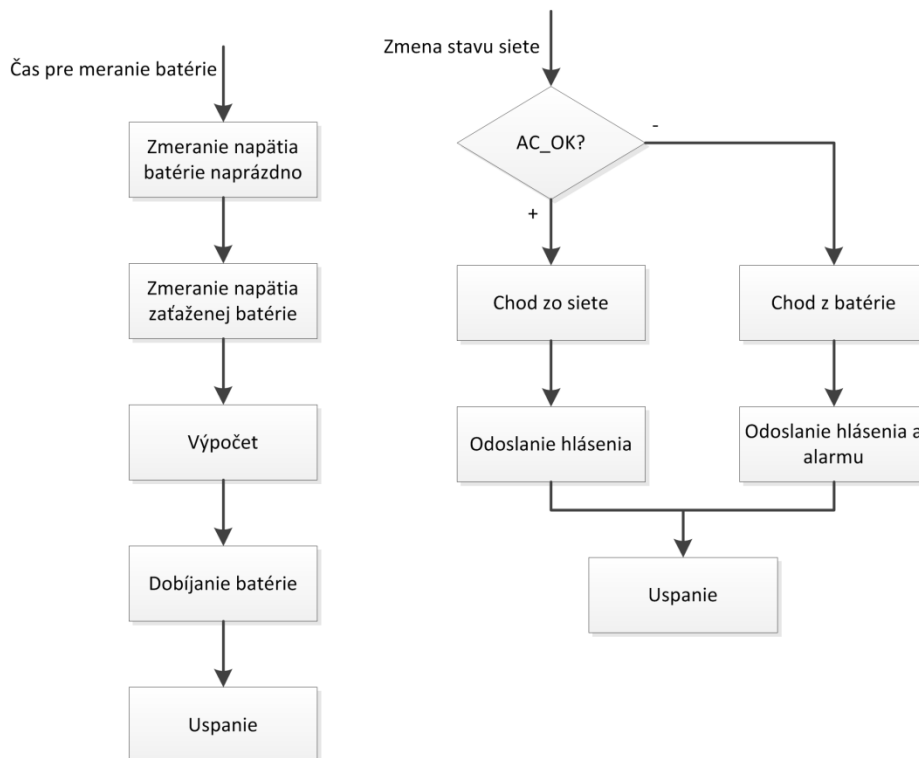 Čas pre meranie batérie
Zmeranie napätia
batérie naprázdno
Zmeranie napätia
zaťaženej batérie
Výpočet
Dobíjanie batérie
Uspanie
Zmena stavu siete
AC_OK?
-
+
Chod zo siete
Chod z batérie
Odoslanie hlásenia
Odoslanie hlásenia a
alarmu
Uspanie